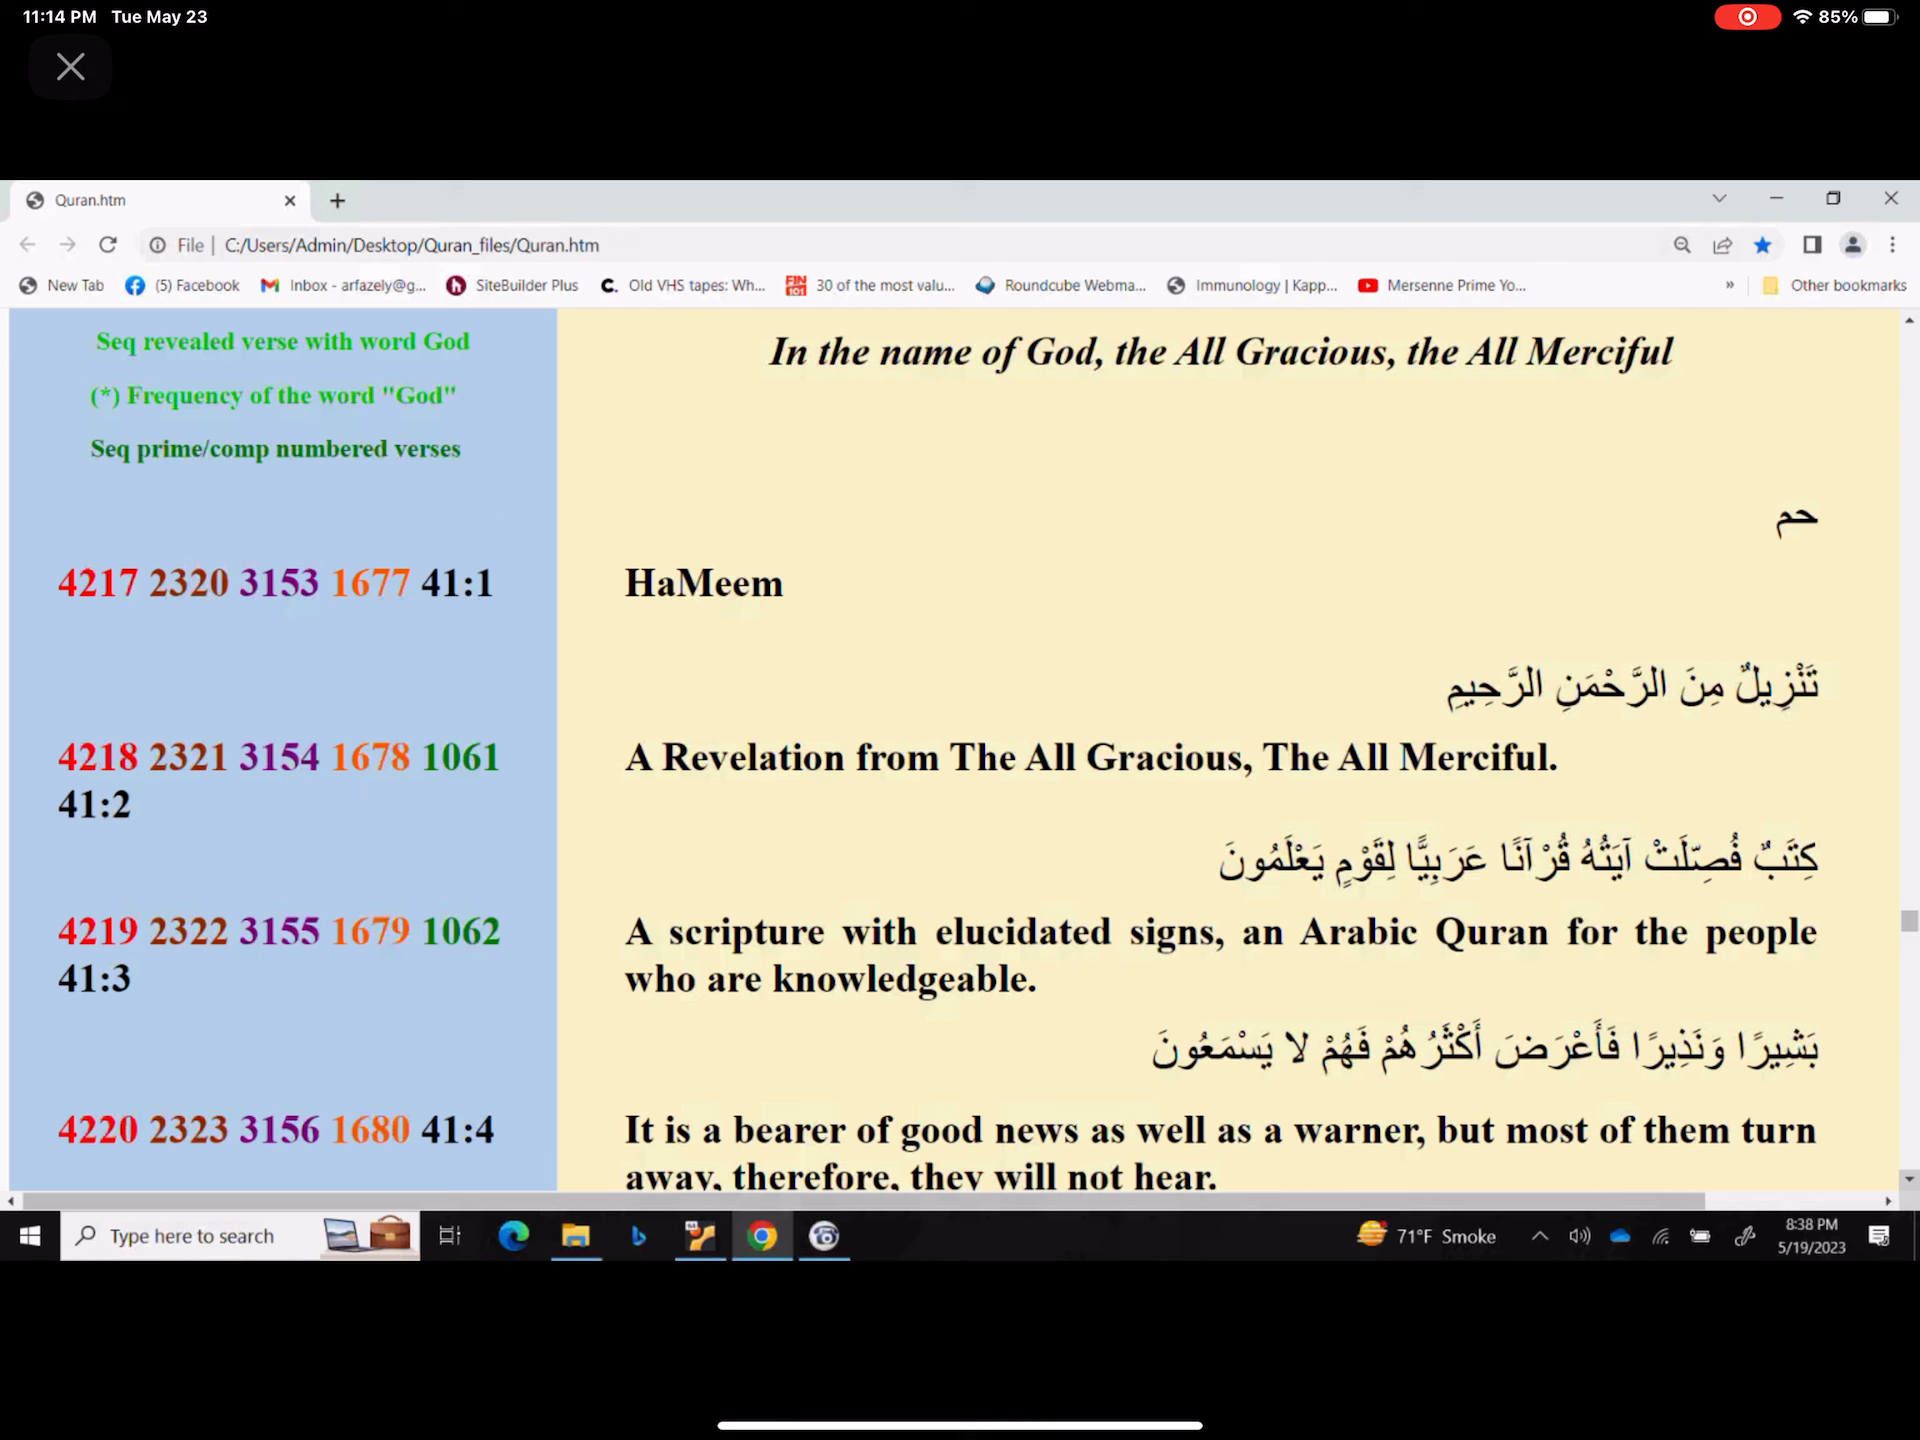 11:14 PM Tue May 23
85%
Quran.htm
File | C:/Users/Admin/Desktop/Quran_files/Quran.htm
New Tab (5) Facebook Inbox - arfazely@g... SiteBuilder Plus Old VHS tapes: Wh... FIN 101 30 of the most valu... Roundcube Webma... Immunology | Kapp... Mersenne Prime Yo... » Other bookmarks
Seq revealed verse with word God
(*) Frequency of the word "God"
Seq prime/comp numbered verses
In the name of God, the All Gracious, the All Merciful
حم
4217 2320 3153 1677 41:1
HaMeem
تَنْزِيلٌ مِنَ الرَّحْمَنِ الرَّحِيمِ
4218 2321 3154 1678 1061
41:2
A Revelation from The All Gracious, The All Merciful.
كِتَبٌ فُصِّلَتْ آيَتُهُ قُرْآنًا عَرَبِيًّا لِقَوْمٍ يَعْلَمُونَ
4219 2322 3155 1679 1062
41:3
A scripture with elucidated signs, an Arabic Quran for the people
who are knowledgeable.
بَشِيرًا وَنَذِيرًا فَأَعْرَضَ أَكْثَرُ هُمْ فَهُمْ لا يَسْمَعُونَ
4220 2323 3156 1680 41:4
It is a bearer of good news as well as a warner, but most of them turn
away, therefore, they will not hear.
Type here to search
71°F Smoke
8:38 PM
5/19/2023